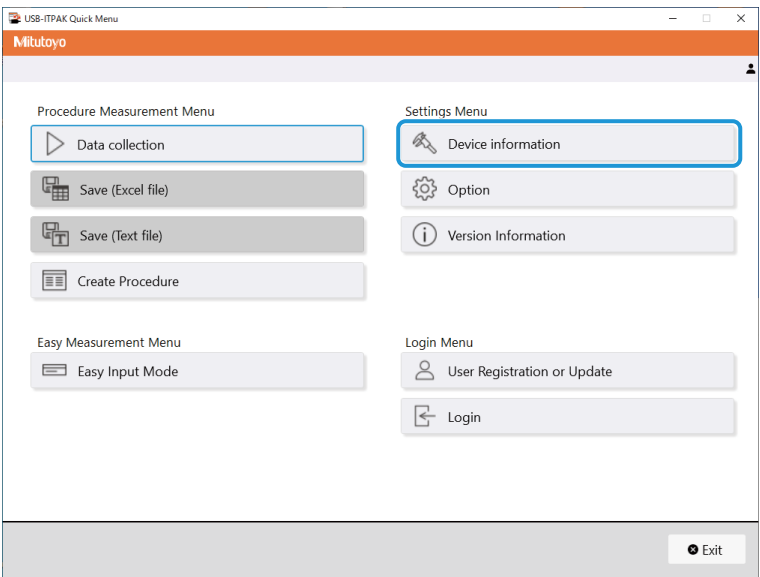 USB-ITPAK Quick Menu
Mitutoyo
Procedure Measurement Menu
Data collection
Save (Excel file)
T Save (Text file)
Create Procedure
Easy Measurement Menu
Easy Input Mode
Settings Menu
Device information
Option
i Version Information
Login Menu
User Registration or Update
Login
Exit